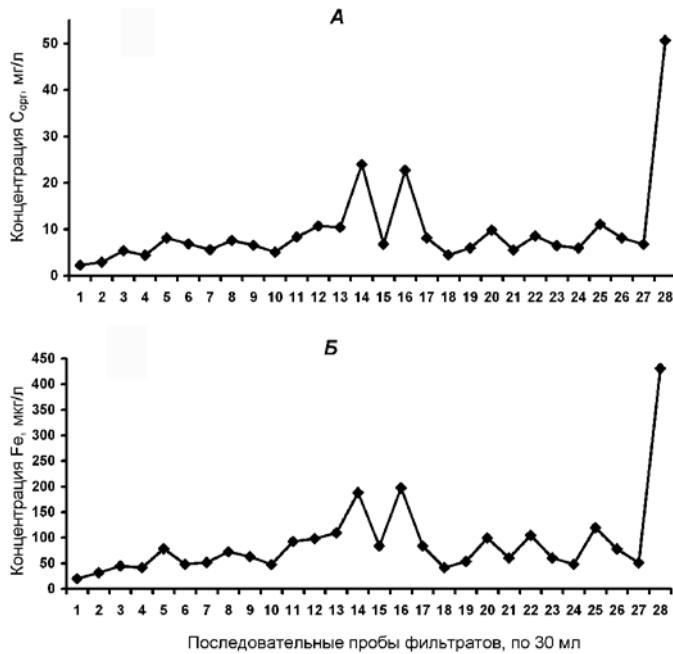 А
Концентрация Cорг, мг/л
50
40
30
20
10
0
1 2 3 4 5 6 7 8 9 10 11 12 13 14 15 16 17 18 19 20 21 22 23 24 25 26 27 28
Б
Концентрация Fe, мкг/л
450
400
350
300
250
200
150
100
50
0
1 2 3 4 5 6 7 8 9 10 11 12 13 14 15 16 17 18 19 20 21 22 23 24 25 26 27 28
Последовательные пробы фильтратов, по 30 мл